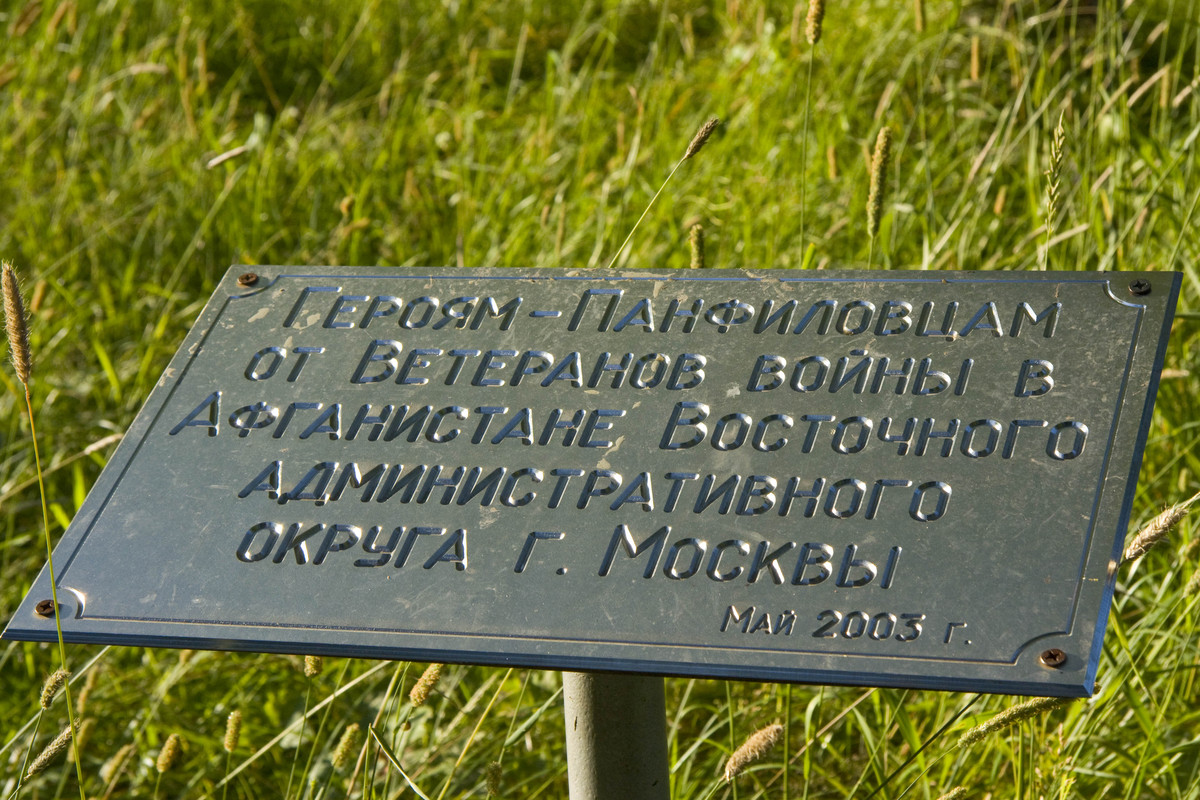 Героям-Панфиловцам
от Ветеранов войны в
Афганистане Восточного
Административного
округа г. Москвы
Май 2003 г.